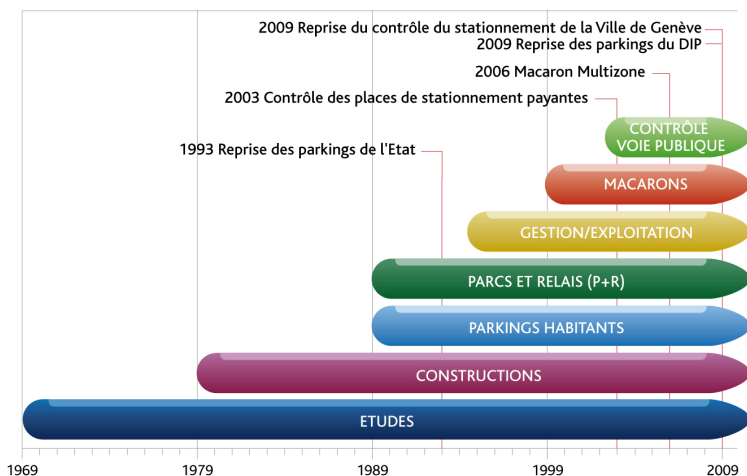 2009 Reprise du contrôle du stationnement de la Ville de Genève
2009 Reprise des parkings du DIP
2006 Macaron Multizone
2003 Contrôle des places de stationnement payantes
CONTRÔLE
VOIE PUBLIQUE
1993 Reprise des parkings de l'Etat
MACARONS
GESTION/EXPLOITATION
PARCS ET RELAIS (P+R)
PARKINGS HABITANTS
CONSTRUCTIONS
ETUDES
1969 1979 1989 1999 2009